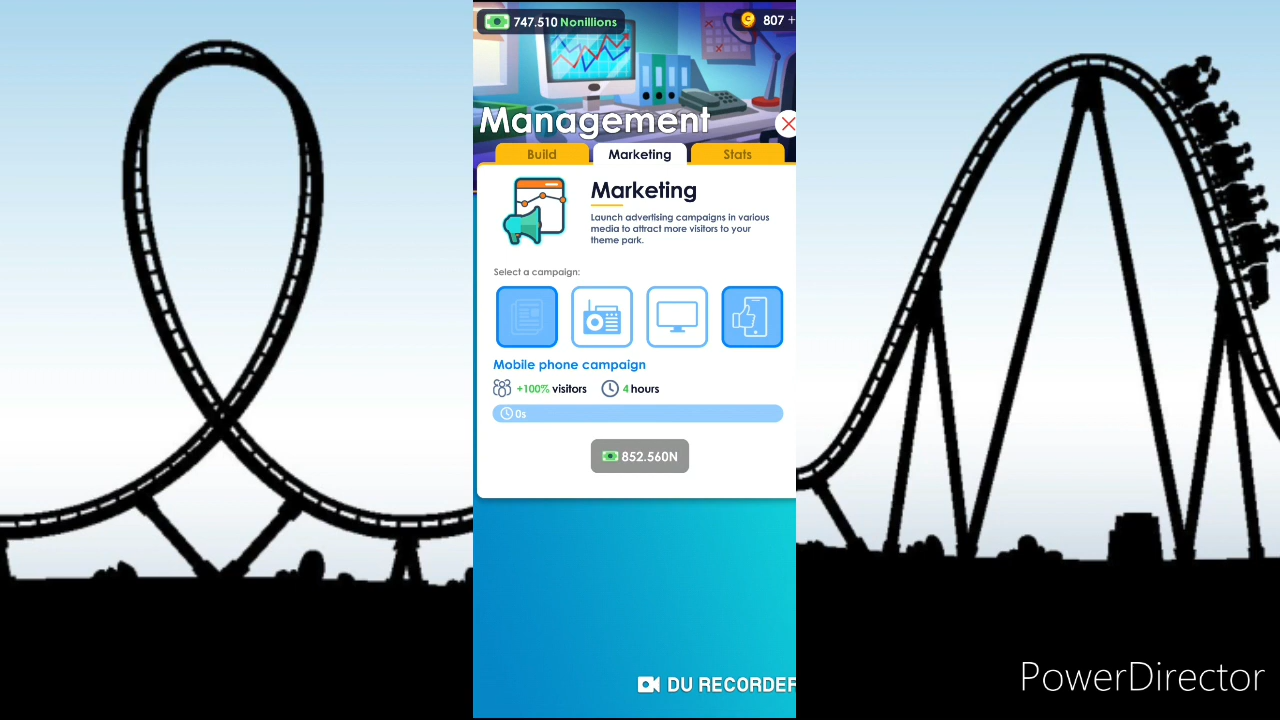 747.510 Nonillions
807 +
Management
Build
Marketing
Stats
Marketing
Launch advertising campaigns in various
media to attract more visitors to your
theme park.
Select a campaign:
Mobile phone campaign
+100% visitors
4 hours
0s
852.560N
DU RECORDER
PowerDirector